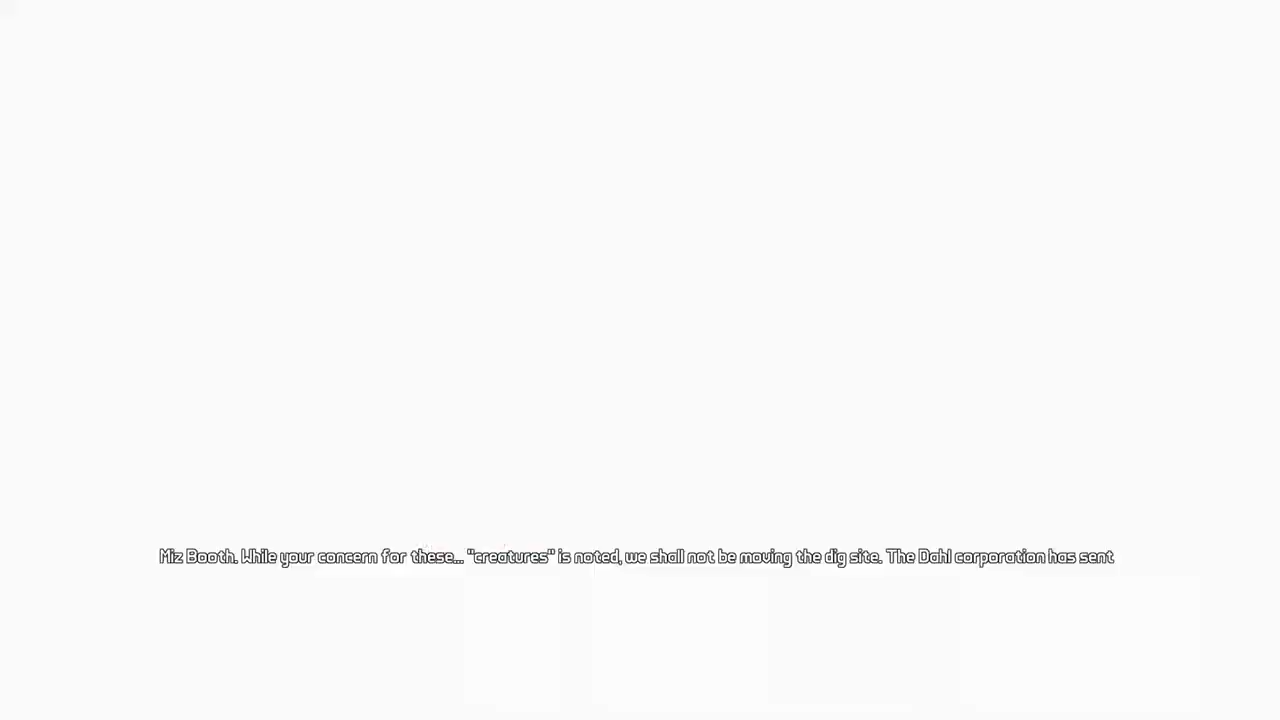 Miz Booth. While your concern for these... "creatures" is noted, we shall not be moving the dig site. The Dahl corporation has sent